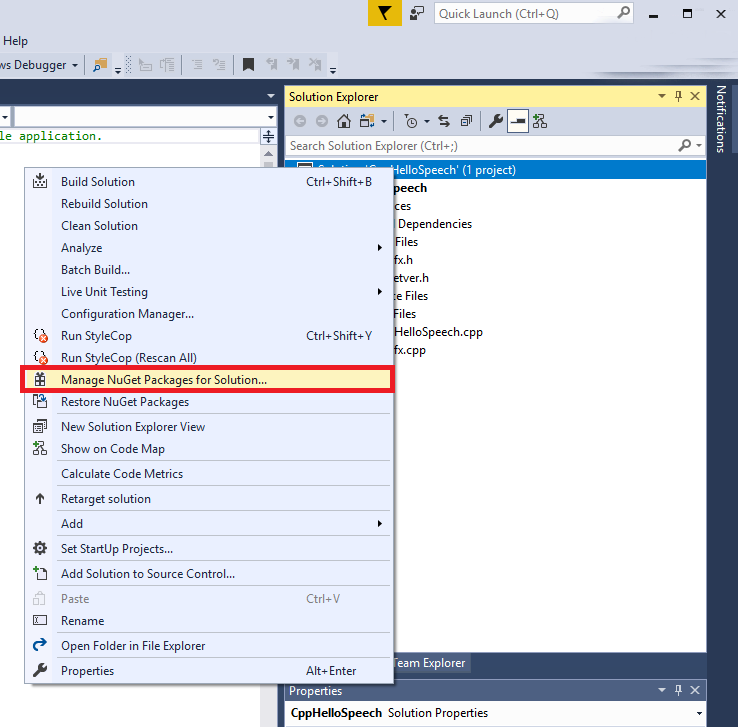 Quick Launch (Ctrl+Q)
Help
ws Debugger
Solution Explorer
Notifications
le application.
Search Solution Explorer (Ctrl+;)
HelloSpeech' (1 project)
peech
ces
Dependencies
Files
fx.h
etver.h
e Files
Files
HelloSpeech.cpp
fx.cpp
Build Solution Ctrl+Shift+B
Rebuild Solution
Clean Solution
Analyze
Batch Build...
Live Unit Testing
Configuration Manager...
Run StyleCop Ctrl+Shift+Y
Run StyleCop (Rescan All)
Manage NuGet Packages for Solution...
Restore NuGet Packages
New Solution Explorer View
Show on Code Map
Calculate Code Metrics
Retarget solution
Add
Set StartUp Projects...
Add Solution to Source Control...
Paste Ctrl+V
Rename
Open Folder in File Explorer
Properties Alt+Enter
Team Explorer
Properties
CppHelloSpeech Solution Properties